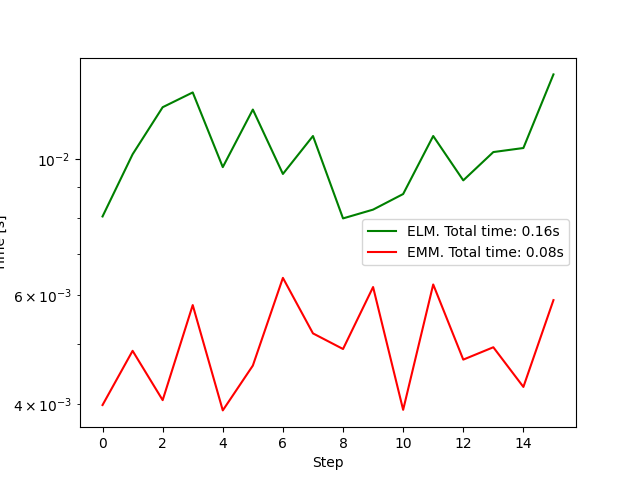 10⁻²
6 × 10⁻³
4 × 10⁻³
Time [s]
ELM. Total time: 0.16s
EMM. Total time: 0.08s
0 2 4 6 8 10 12 14
Step